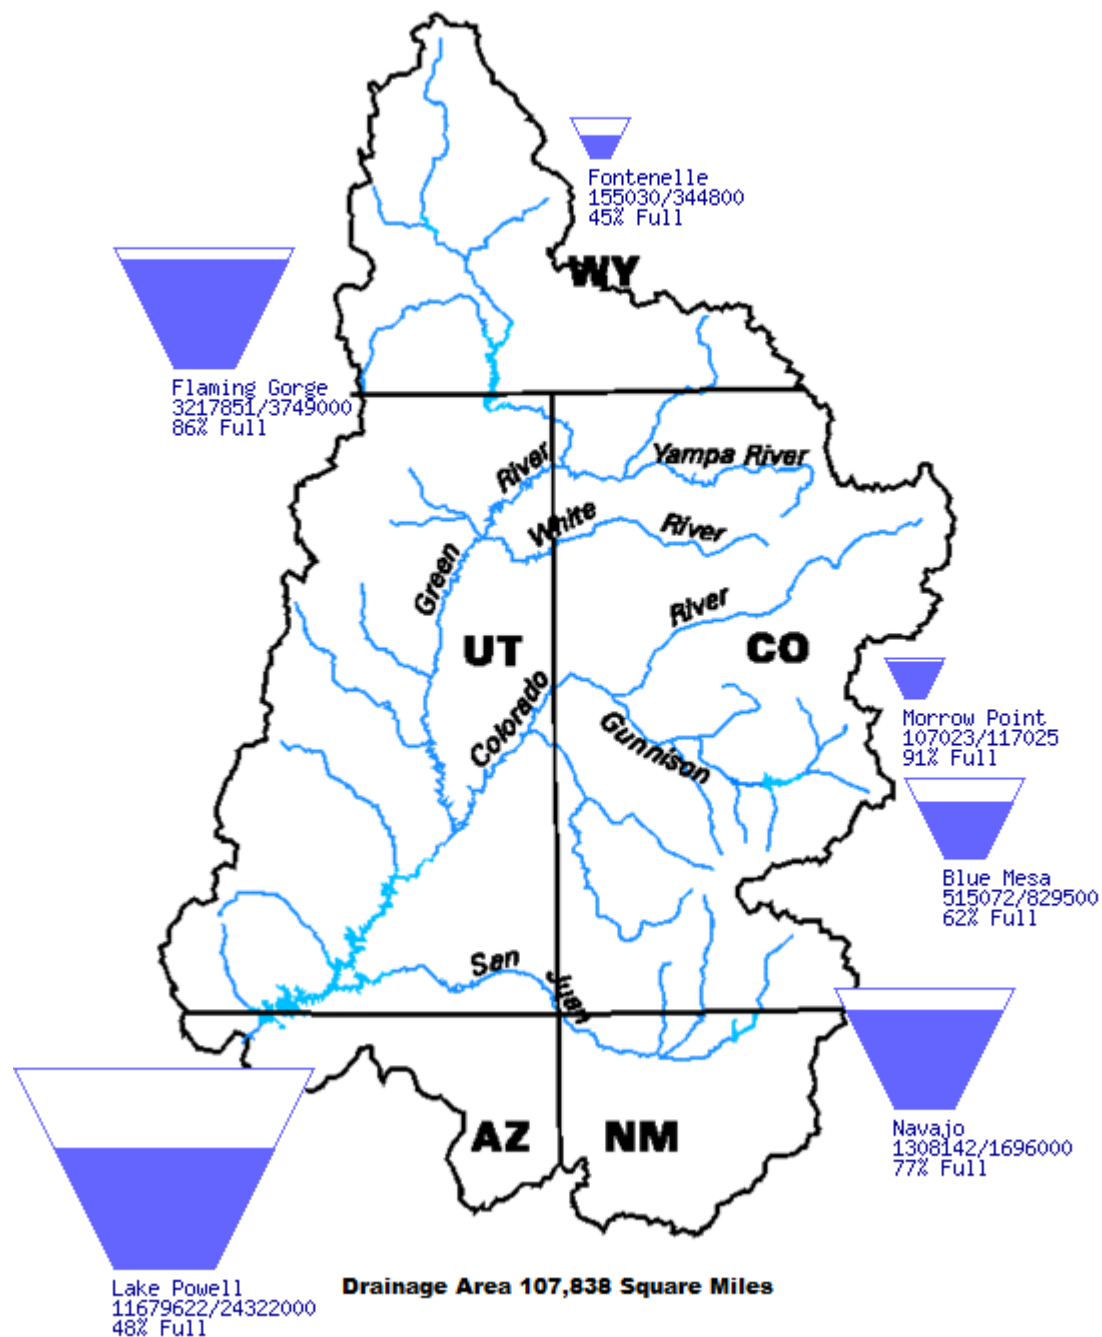 Fontenelle
155030/344800
45% Full
WY
Flaming Gorge
3217851/3749000
86% Full
Yampa River
River
White
River
Green
River
UT
CO
Colorado
Gunnison
Morrow Point
107023/117025
91% Full
Blue Mesa
515072/829500
62% Full
San
Juan
AZ
NM
Navajo
1308142/1696000
77% Full
Lake Powell
11679622/24322000
48% Full
Drainage Area 107,838 Square Miles